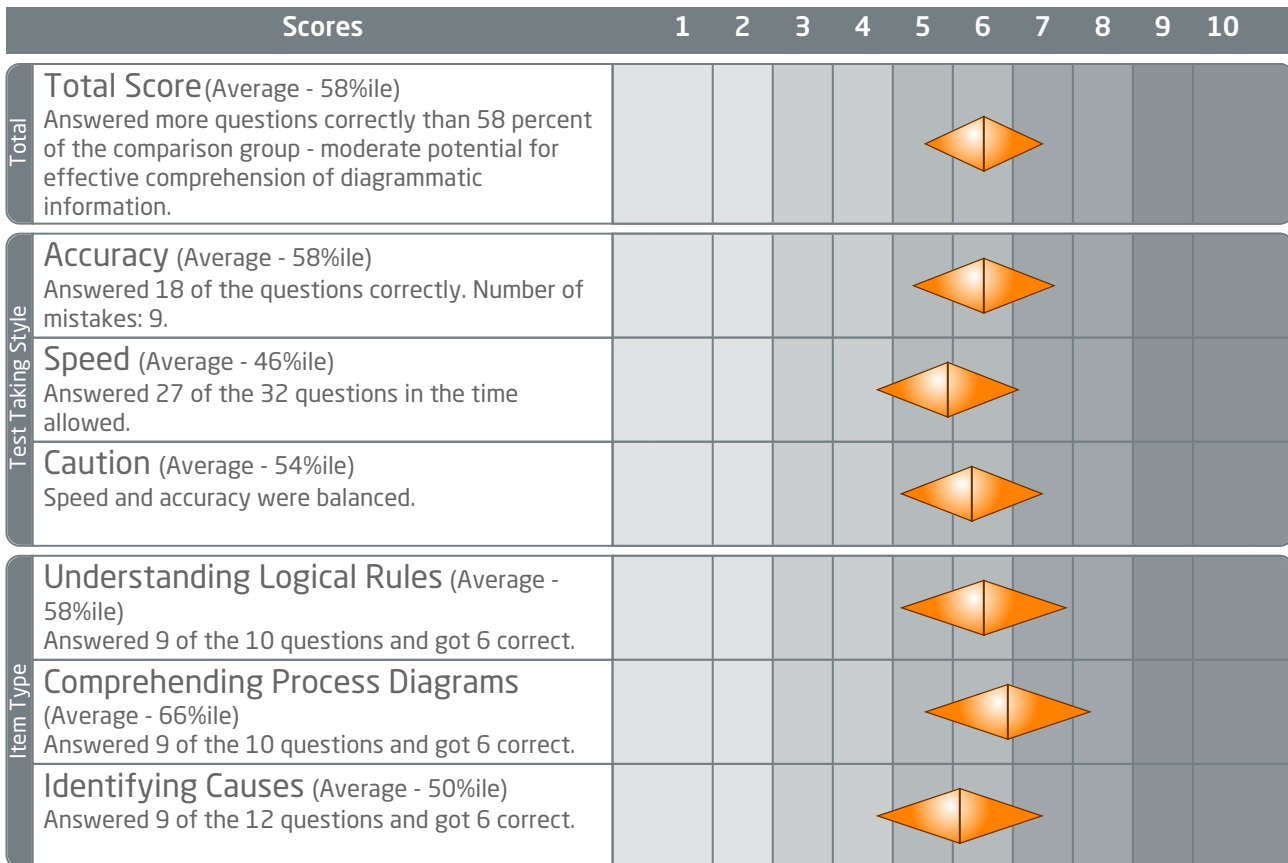 Scores 1 2 3 4 5 6 7 8 9 10
Total
Total Score (Average - 58%ile)
Answered more questions correctly than 58 percent
of the comparison group - moderate potential for
effective comprehension of diagrammatic
information.
Test Taking Style
Accuracy (Average - 58%ile)
Answered 18 of the questions correctly. Number of
mistakes: 9.
Speed (Average - 46%ile)
Answered 27 of the 32 questions in the time
allowed.
Caution (Average - 54%ile)
Speed and accuracy were balanced.
Item Type
Understanding Logical Rules (Average -
58%ile)
Answered 9 of the 10 questions and got 6 correct.
Comprehending Process Diagrams
(Average - 66%ile)
Answered 9 of the 10 questions and got 6 correct.
Identifying Causes (Average - 50%ile)
Answered 9 of the 12 questions and got 6 correct.